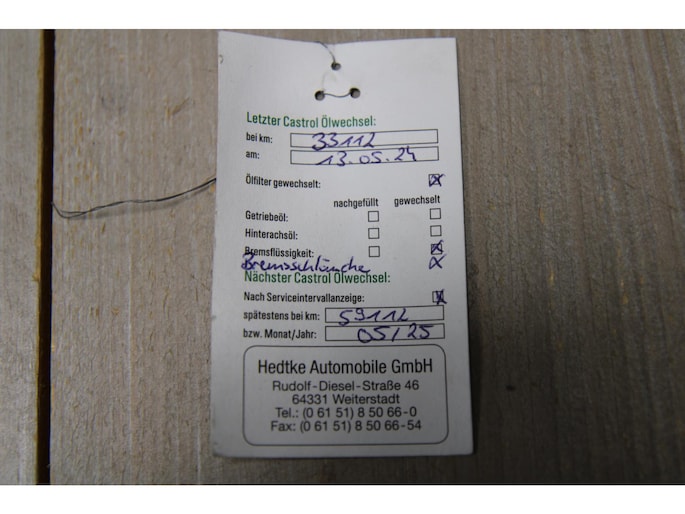 Letzter Castrol Ölwechsel:
bei km: 33112
am: 13.05.24
Ölfilter gewechselt:
nachgefüllt gewechselt
Getriebeöl:
Hinterachsöl:
Bremsflüssigkeit:
Bremsschläuche
Nächster Castrol Ölwechsel:
Nach Serviceintervallanzeige:
spätestens bei km: 59112
bzw. Monat/Jahr: 05/25
Hedtke Automobile GmbH
Rudolf-Diesel-Straße 46
64331 Weiterstadt
Tel.: (0 61 51) 8 50 66-0
Fax: (0 61 51) 8 50 66-54